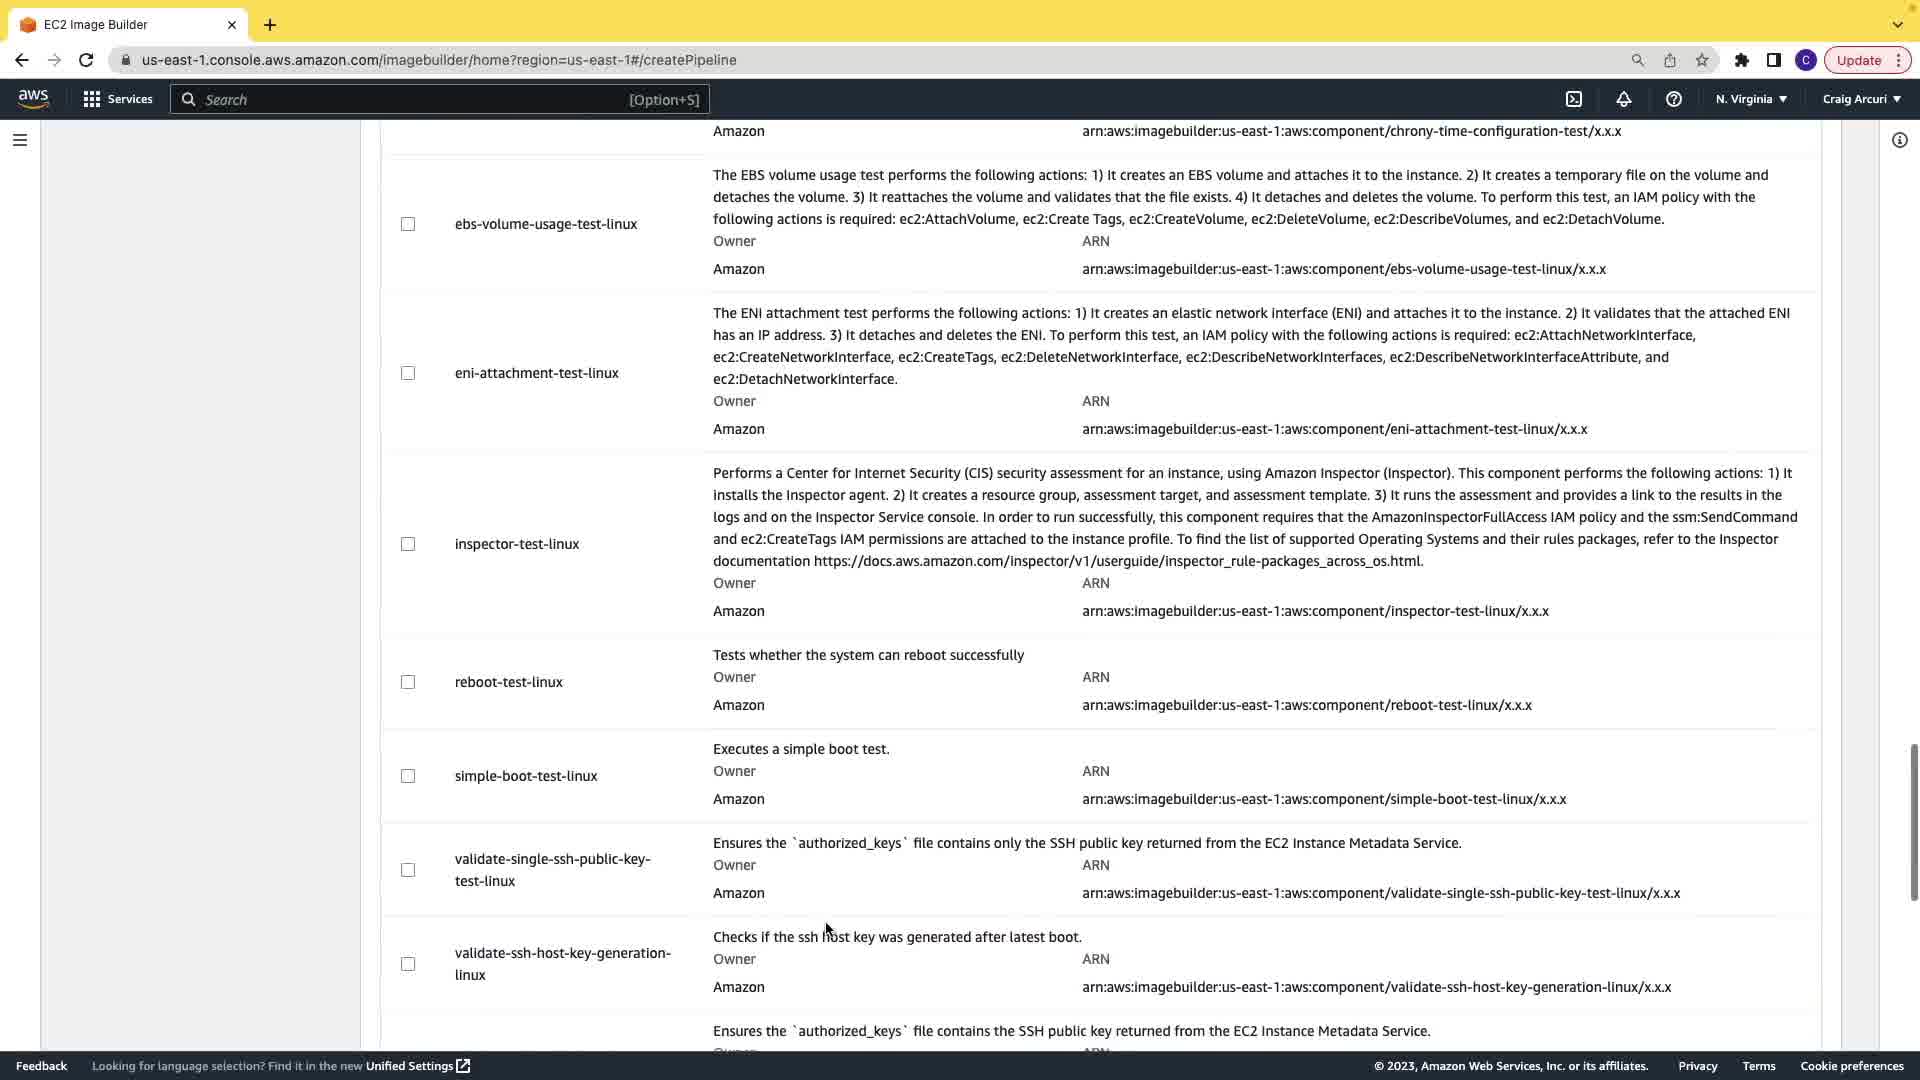 EC2 Image Builder
us-east-1.console.aws.amazon.com/imagebuilder/home?region=us-east-1#/createPipeline
C
Update
aws
Services
Search
[Option+S]
N. Virginia
Craig Arcuri
Amazon
arn:aws:imagebuilder:us-east-1:aws:component/chrony-time-configuration-test/x.x.x
ebs-volume-usage-test-linux
The EBS volume usage test performs the following actions: 1) It creates an EBS volume and attaches it to the instance. 2) It creates a temporary file on the volume and
detaches the volume. 3) It reattaches the volume and validates that the file exists. 4) It detaches and deletes the volume. To perform this test, an IAM policy with the
following actions is required: ec2:AttachVolume, ec2:Create Tags, ec2:CreateVolume, ec2:DeleteVolume, ec2:DescribeVolumes, and ec2:DetachVolume.
Owner
ARN
Amazon
arn:aws:imagebuilder:us-east-1:aws:component/ebs-volume-usage-test-linux/x.x.x
eni-attachment-test-linux
The ENI attachment test performs the following actions: 1) It creates an elastic network interface (ENI) and attaches it to the instance. 2) It validates that the attached ENI
has an IP address. 3) It detaches and deletes the ENI. To perform this test, an IAM policy with the following actions is required: ec2:AttachNetworkInterface,
ec2:CreateNetworkInterface, ec2:CreateTags, ec2:DeleteNetworkInterface, ec2:DescribeNetworkInterfaces, ec2:DescribeNetworkInterfaceAttribute, and
ec2:DetachNetworkInterface.
Owner
ARN
Amazon
arn:aws:imagebuilder:us-east-1:aws:component/eni-attachment-test-linux/x.x.x
inspector-test-linux
Performs a Center for Internet Security (CIS) security assessment for an instance, using Amazon Inspector (Inspector). This component performs the following actions: 1) It
installs the Inspector agent. 2) It creates a resource group, assessment target, and assessment template. 3) It runs the assessment and provides a link to the results in the
logs and on the Inspector Service console. In order to run successfully, this component requires that the AmazonInspectorFullAccess IAM policy and the ssm:SendCommand
and ec2:CreateTags IAM permissions are attached to the instance profile. To find the list of supported Operating Systems and their rules packages, refer to the Inspector
documentation https://docs.aws.amazon.com/inspector/v1/userguide/inspector_rule-packages_across_os.html.
Owner
ARN
Amazon
arn:aws:imagebuilder:us-east-1:aws:component/inspector-test-linux/x.x.x
reboot-test-linux
Tests whether the system can reboot successfully
Owner
ARN
Amazon
arn:aws:imagebuilder:us-east-1:aws:component/reboot-test-linux/x.x.x
simple-boot-test-linux
Executes a simple boot test.
Owner
ARN
Amazon
arn:aws:imagebuilder:us-east-1:aws:component/simple-boot-test-linux/x.x.x
validate-single-ssh-public-key-
test-linux
Ensures the `authorized_keys` file contains only the SSH public key returned from the EC2 Instance Metadata Service.
Owner
ARN
Amazon
arn:aws:imagebuilder:us-east-1:aws:component/validate-single-ssh-public-key-test-linux/x.x.x
validate-ssh-host-key-generation-
linux
Checks if the ssh host key was generated after latest boot.
Owner
ARN
Amazon
arn:aws:imagebuilder:us-east-1:aws:component/validate-ssh-host-key-generation-linux/x.x.x
Ensures the `authorized_keys` file contains the SSH public key returned from the EC2 Instance Metadata Service.
Owner
ARN
Feedback
Looking for language selection? Find it in the new Unified Settings
© 2023, Amazon Web Services, Inc. or its affiliates.
Privacy
Terms
Cookie preferences